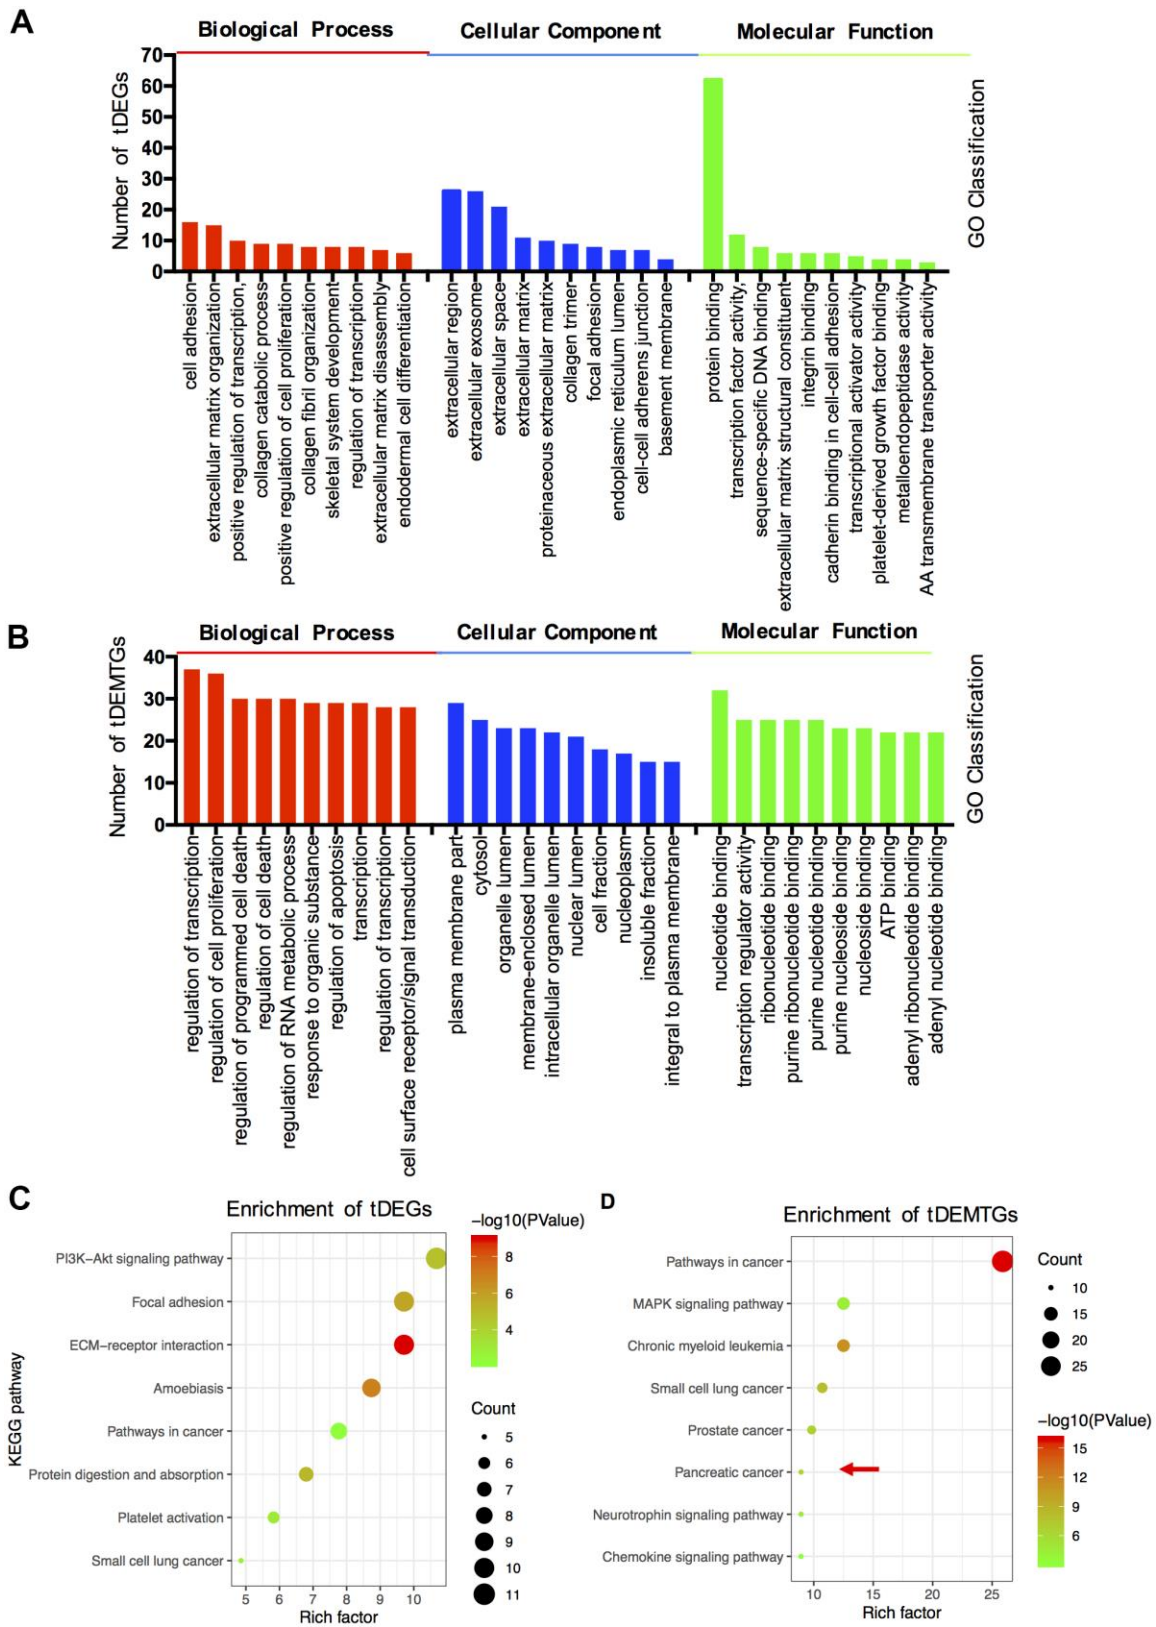 A
Biological Process
Cellular Component
Molecular Function
Number of tDEGs
70
60
50
40
30
20
10
0
GO Classification
cell adhesion
extracellular matrix organization
positive regulation of transcription,
collagen catabolic process
positive regulation of cell proliferation
collagen fibril organization
skeletal system development
regulation of transcription
extracellular matrix disassembly
endodermal cell differentiation
extracellular region
extracellular exosome
extracellular space
extracellular matrix
proteinaceous extracellular matrix
collagen trimer
focal adhesion
endoplasmic reticulum lumen
cell-cell adherens junction
basement membrane
protein binding
transcription factor activity,
sequence-specific DNA binding
extracellular matrix structural constituent
integrin binding
cadherin binding in cell-cell adhesion
transcriptional activator activity
platelet-derived growth factor binding
metalloendopeptidase activity
AA transmembrane transporter activity
B
Biological Process
Cellular Component
Molecular Function
Number of tDEMTGs
40
30
20
10
0
GO Classification
regulation of transcription
regulation of cell proliferation
regulation of programmed cell death
regulation of cell death
regulation of RNA metabolic process
response to organic substance
regulation of apoptosis
transcription
regulation of transcription
cell surface receptor/signal transduction
plasma membrane part
cytosol
organelle lumen
membrane-enclosed lumen
intracellular organelle lumen
nuclear lumen
cell fraction
nucleoplasm
insoluble fraction
integral to plasma membrane
nucleotide binding
transcription regulator activity
ribonucleotide binding
purine ribonucleotide binding
purine nucleotide binding
purine nucleoside binding
nucleoside binding
ATP binding
adenyl ribonucleotide binding
adenyl nucleotide binding
C
Enrichment of tDEGs
KEGG pathway
PI3K−Akt signaling pathway
Focal adhesion
ECM−receptor interaction
Amoebiasis
Pathways in cancer
Protein digestion and absorption
Platelet activation
Small cell lung cancer
5 6 7 8 9 10
Rich factor
−log10(PValue)
8
6
4
Count
5
6
7
8
9
10
11
D
Enrichment of tDEMTGs
Pathways in cancer
MAPK signaling pathway
Chronic myeloid leukemia
Small cell lung cancer
Prostate cancer
Pancreatic cancer
Neurotrophin signaling pathway
Chemokine signaling pathway
10 15 20 25
Rich factor
Count
10
15
20
25
−log10(PValue)
15
12
9
6